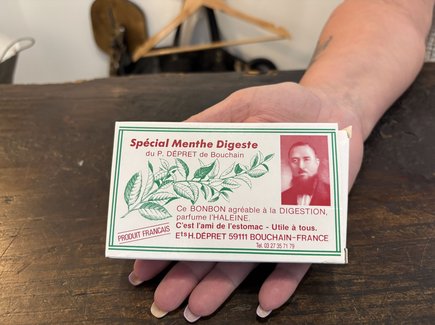 Spécial Menthe Digeste
du P. DÉPRET de Bouchain
Ce BONBON agréable à la DIGESTION,
parfume l'HALEINE.
C'est l'ami de l'estomac - Utile à tous.
PRODUIT FRANÇAIS
Ets H. DÉPRET 59111 BOUCHAIN-FRANCE
Tel. 03 27 35 71 79